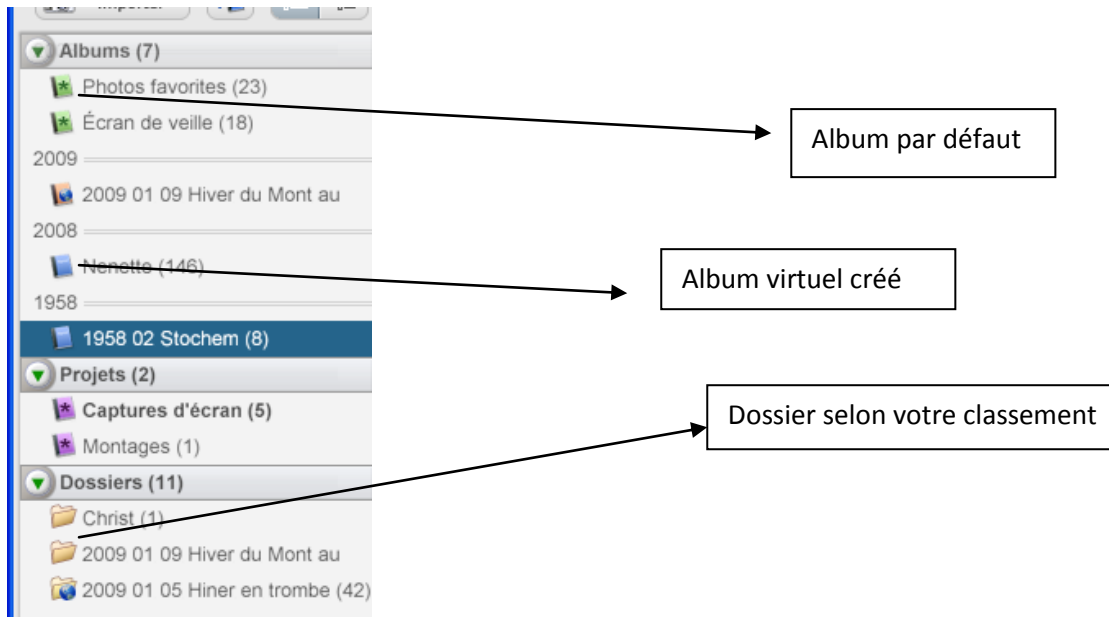 Importer
Albums (7)
Photos favorites (23)
Écran de veille (18)
2009
2009 01 09 Hiver du Mont au
2008
Nenette (146)
1958
1958 02 Stochem (8)
Projets (2)
Captures d'écran (5)
Montages (1)
Dossiers (11)
Christ (1)
2009 01 09 Hiver du Mont au
2009 01 05 Hiner en trombe (42)
Album par défaut
Album virtuel créé
Dossier selon votre classement